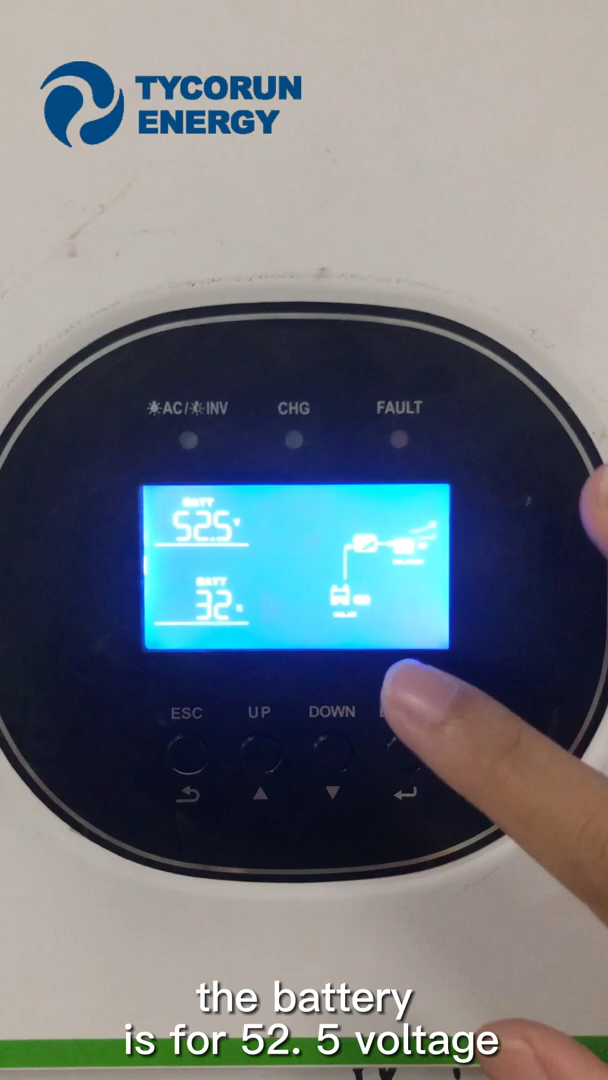 TYCORUN
ENERGY
AC/ INV CHG FAULT
BATT
52.5V
BATT
32%
ESC UP DOWN
the battery
is for 52. 5 voltage